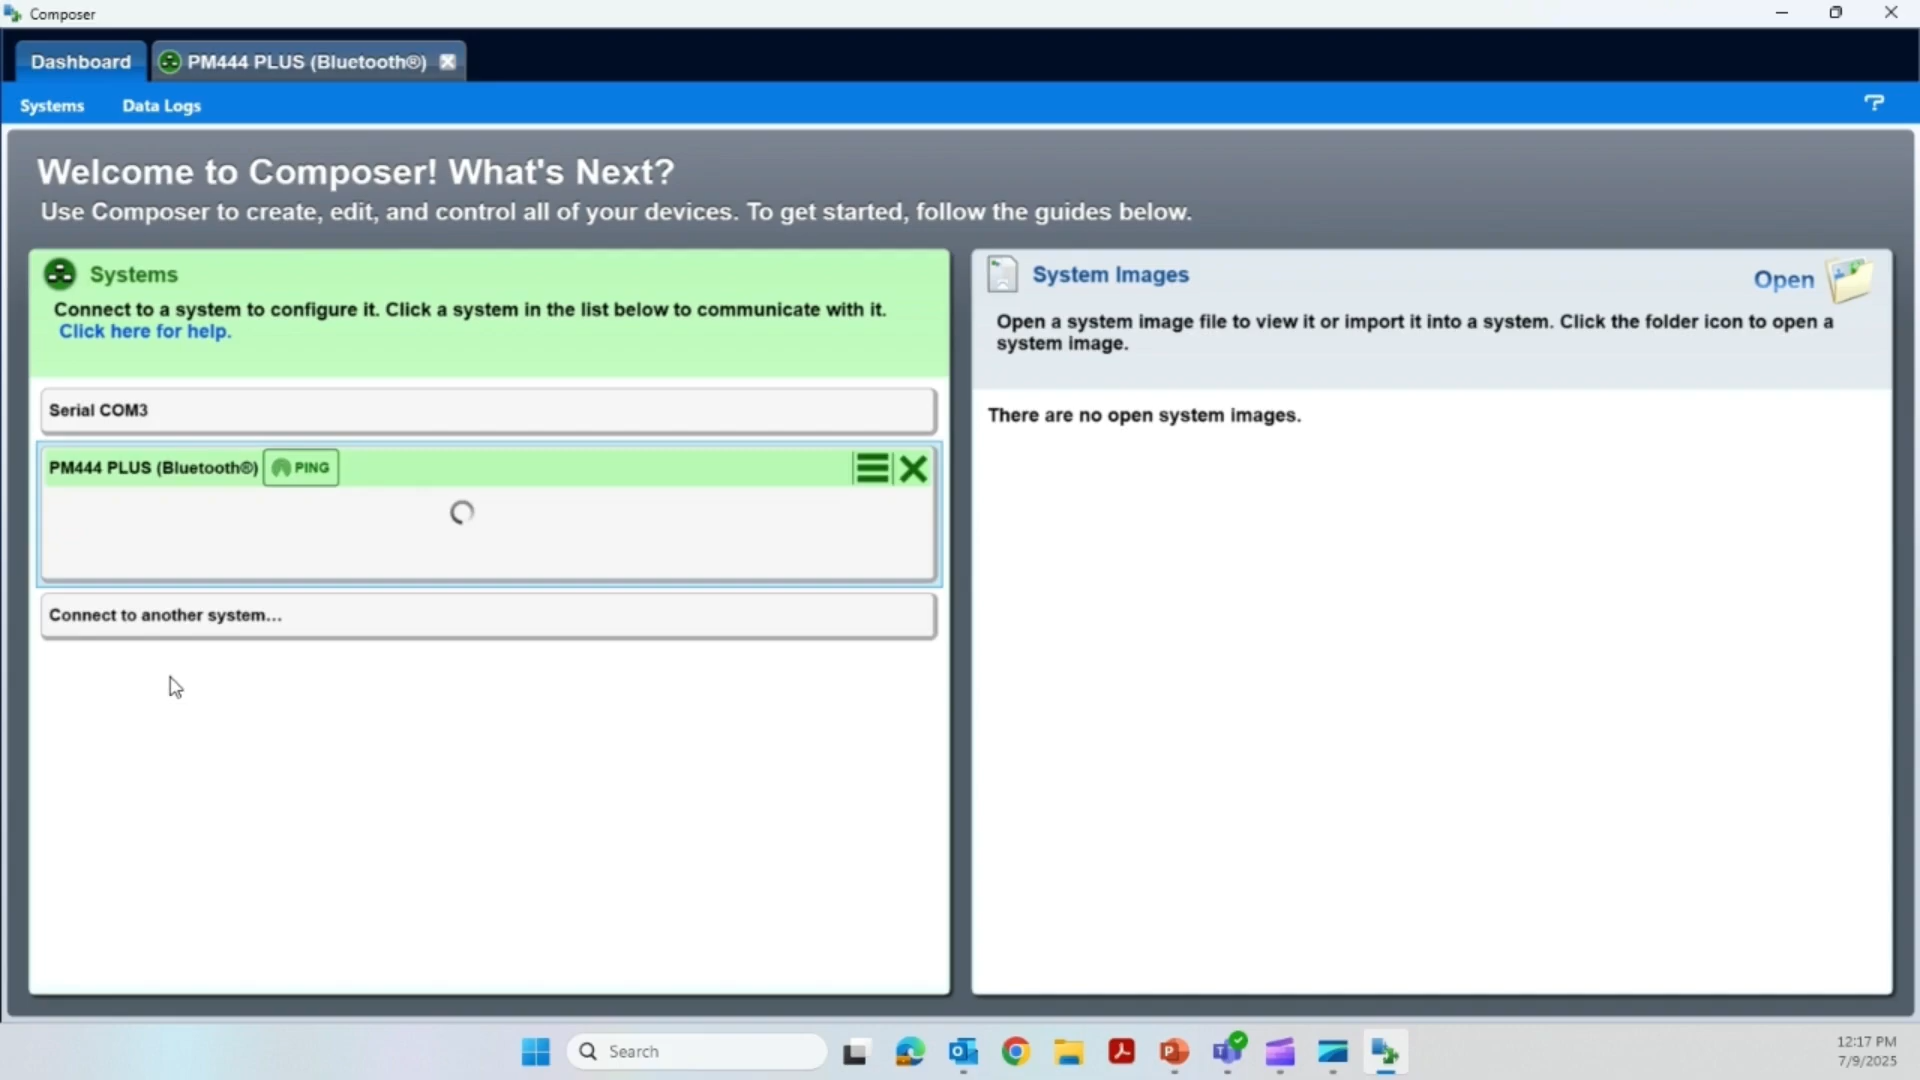 Composer
Dashboard
PM444 PLUS (Bluetooth®)
Systems
Data Logs
?
Welcome to Composer! What's Next?
Use Composer to create, edit, and control all of your devices. To get started, follow the guides below.
Systems
Connect to a system to configure it. Click a system in the list below to communicate with it.
Click here for help.
Serial COM3
PM444 PLUS (Bluetooth®)
PING
Connect to another system...
System Images
Open
Open a system image file to view it or import it into a system. Click the folder icon to open a
system image.
There are no open system images.
Search
12:17 PM
7/9/2025